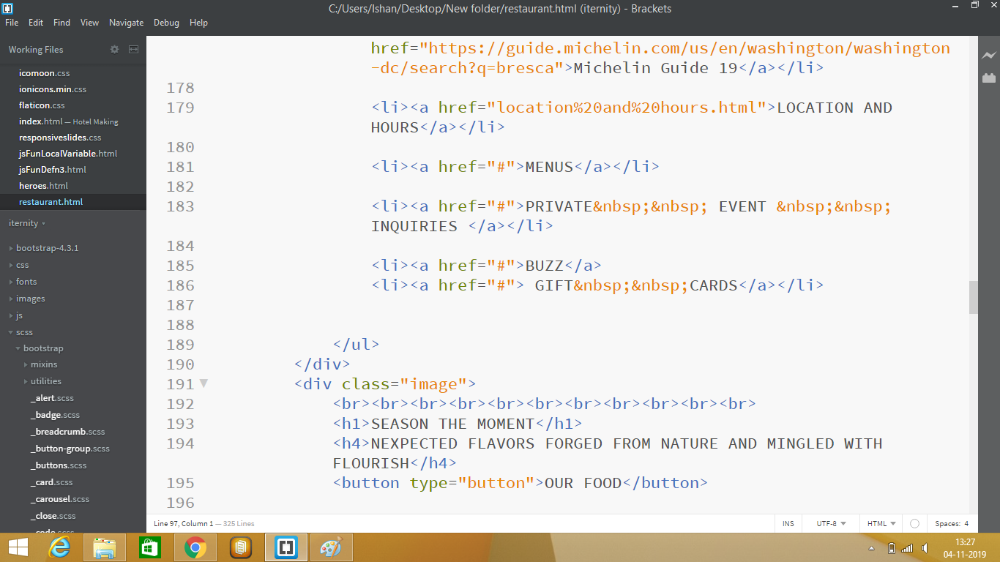 C:/Users/Ishan/Desktop/New folder/restaurant.html (iternity) - Brackets
File Edit Find View Navigate Debug Help
Working Files
icomoon.css
ionicons.min.css
flaticon.css
index.html — Hotel Making
responsiveslides.css
jsFunLocalVariable.html
jsFunDefn3.html
heroes.html
restaurant.html
iternity
bootstrap-4.3.1
css
fonts
images
js
scss
bootstrap
mixins
utilities
_alert.scss
_badge.scss
_breadcrumb.scss
_button-group.scss
_buttons.scss
_card.scss
_carousel.scss
_close.scss
_code.scss
href="https://guide.michelin.com/us/en/washington/washington
-dc/search?q=bresca">Michelin Guide 19</a></li>
178
179 <li><a href="location%20and%20hours.html">LOCATION AND
HOURS</a></li>
180
181 <li><a href="#">MENUS</a></li>
182
183 <li><a href="#">PRIVATE&nbsp;&nbsp; EVENT &nbsp;&nbsp;
INQUIRIES </a></li>
184
185 <li><a href="#">BUZZ</a>
186 <li><a href="#"> GIFT&nbsp;&nbsp;CARDS</a></li>
187
188
189 </ul>
190 </div>
191 <div class="image">
192 <br><br><br><br><br><br><br><br><br><br><br>
193 <h1>SEASON THE MOMENT</h1>
194 <h4>NEXPECTED FLAVORS FORGED FROM NATURE AND MINGLED WITH
FLOURISH</h4>
195 <button type="button">OUR FOOD</button>
196
Line 97, Column 1 — 325 Lines
INS UTF-8 HTML Spaces: 4
13:27
04-11-2019